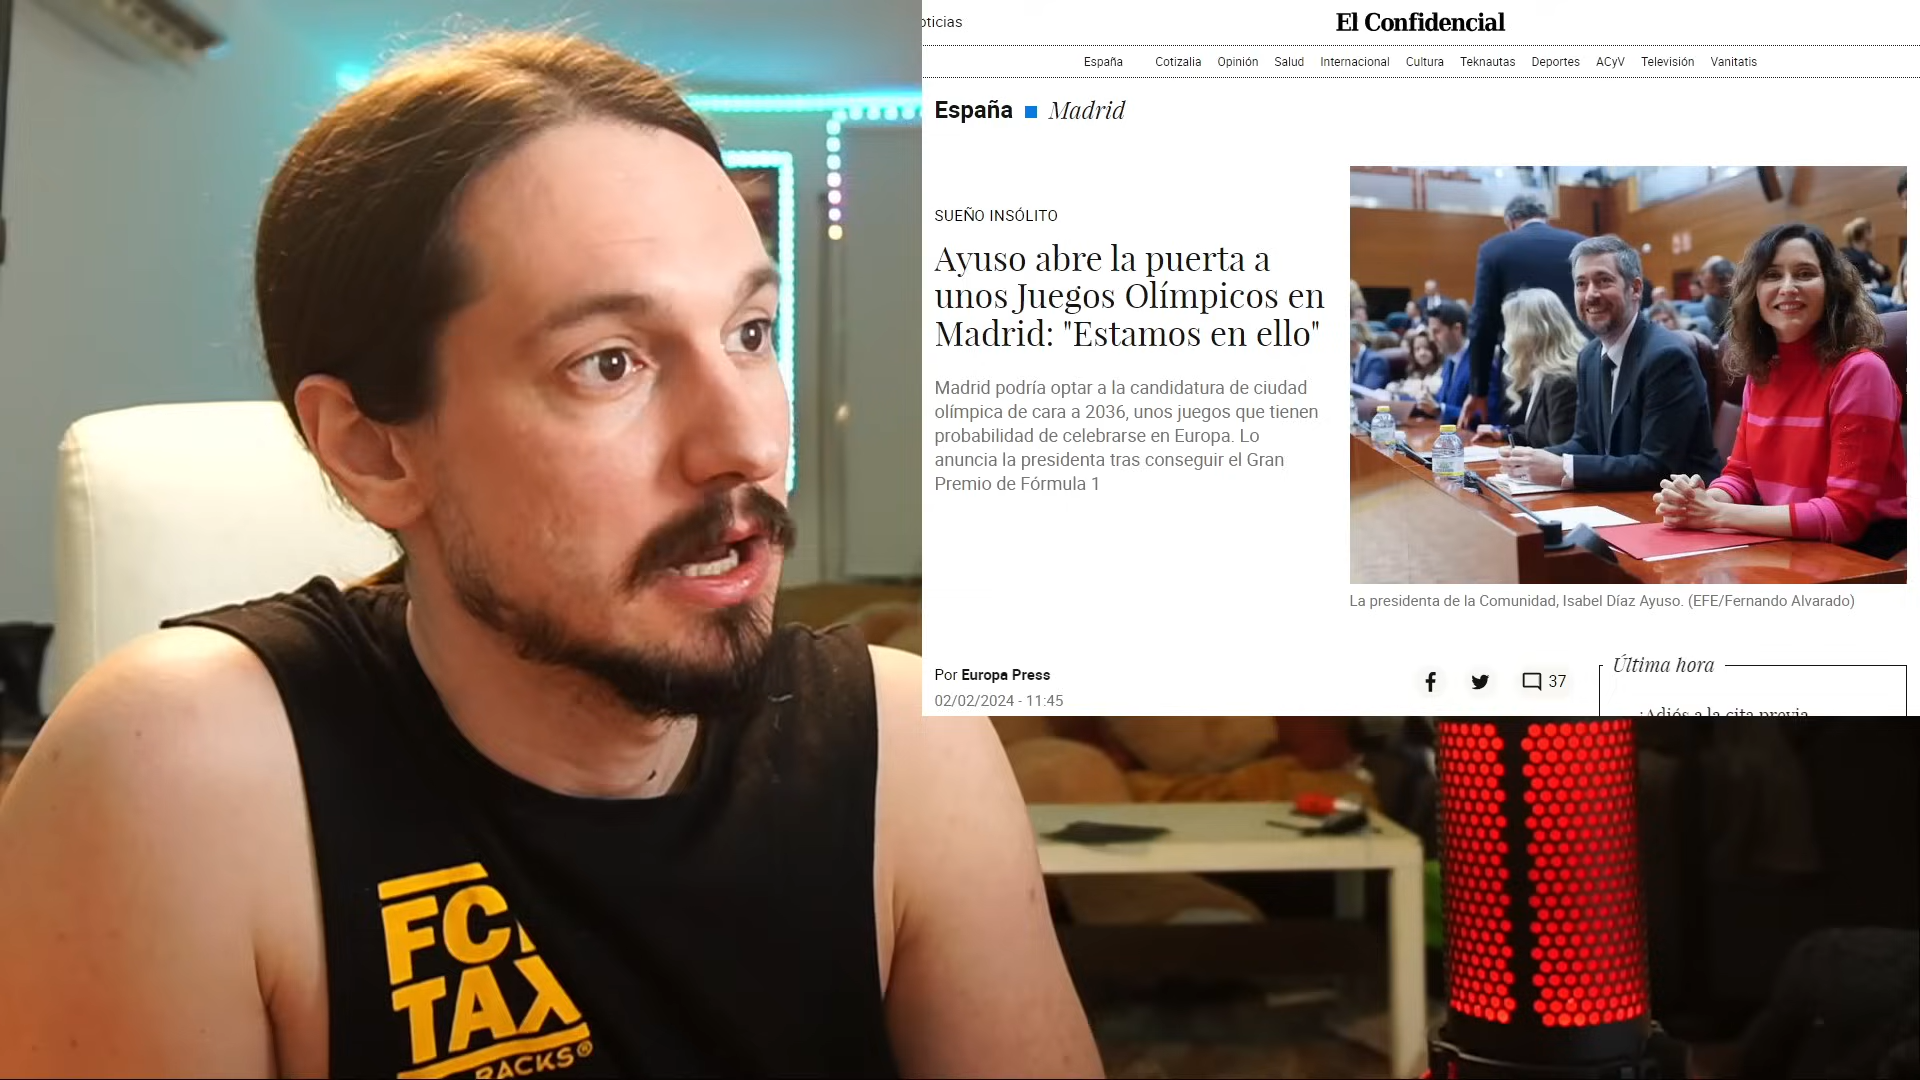 El Confidencial
España Cotizalia Opinión Salud Internacional Cultura Teknautas Deportes ACyV Televisión Vanitatis
España Madrid
SUEÑO INSÓLITO
Ayuso abre la puerta a
unos Juegos Olímpicos en
Madrid: "Estamos en ello"
Madrid podría optar a la candidatura de ciudad
olímpica de cara a 2036, unos juegos que tienen
probabilidad de celebrarse en Europa. Lo
anuncia la presidenta tras conseguir el Gran
Premio de Fórmula 1
La presidenta de la Comunidad, Isabel Díaz Ayuso. (EFE/Fernando Alvarado)
Por Europa Press
02/02/2024 - 11:45
37
Última hora
¡Adiós a la cita previa
TAX